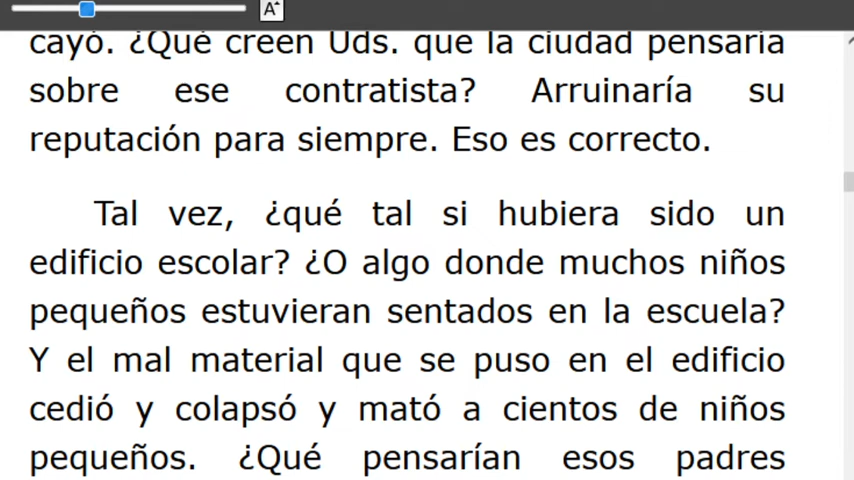 A
cayó. ¿Qué creen Uds. que la ciudad pensaría
sobre ese contratista? Arruinaría su
reputación para siempre. Eso es correcto.
Tal vez, ¿qué tal si hubiera sido un
edificio escolar? ¿O algo donde muchos niños
pequeños estuvieran sentados en la escuela?
Y el mal material que se puso en el edificio
cedió y colapsó y mató a cientos de niños
pequeños. ¿Qué pensarían esos padres